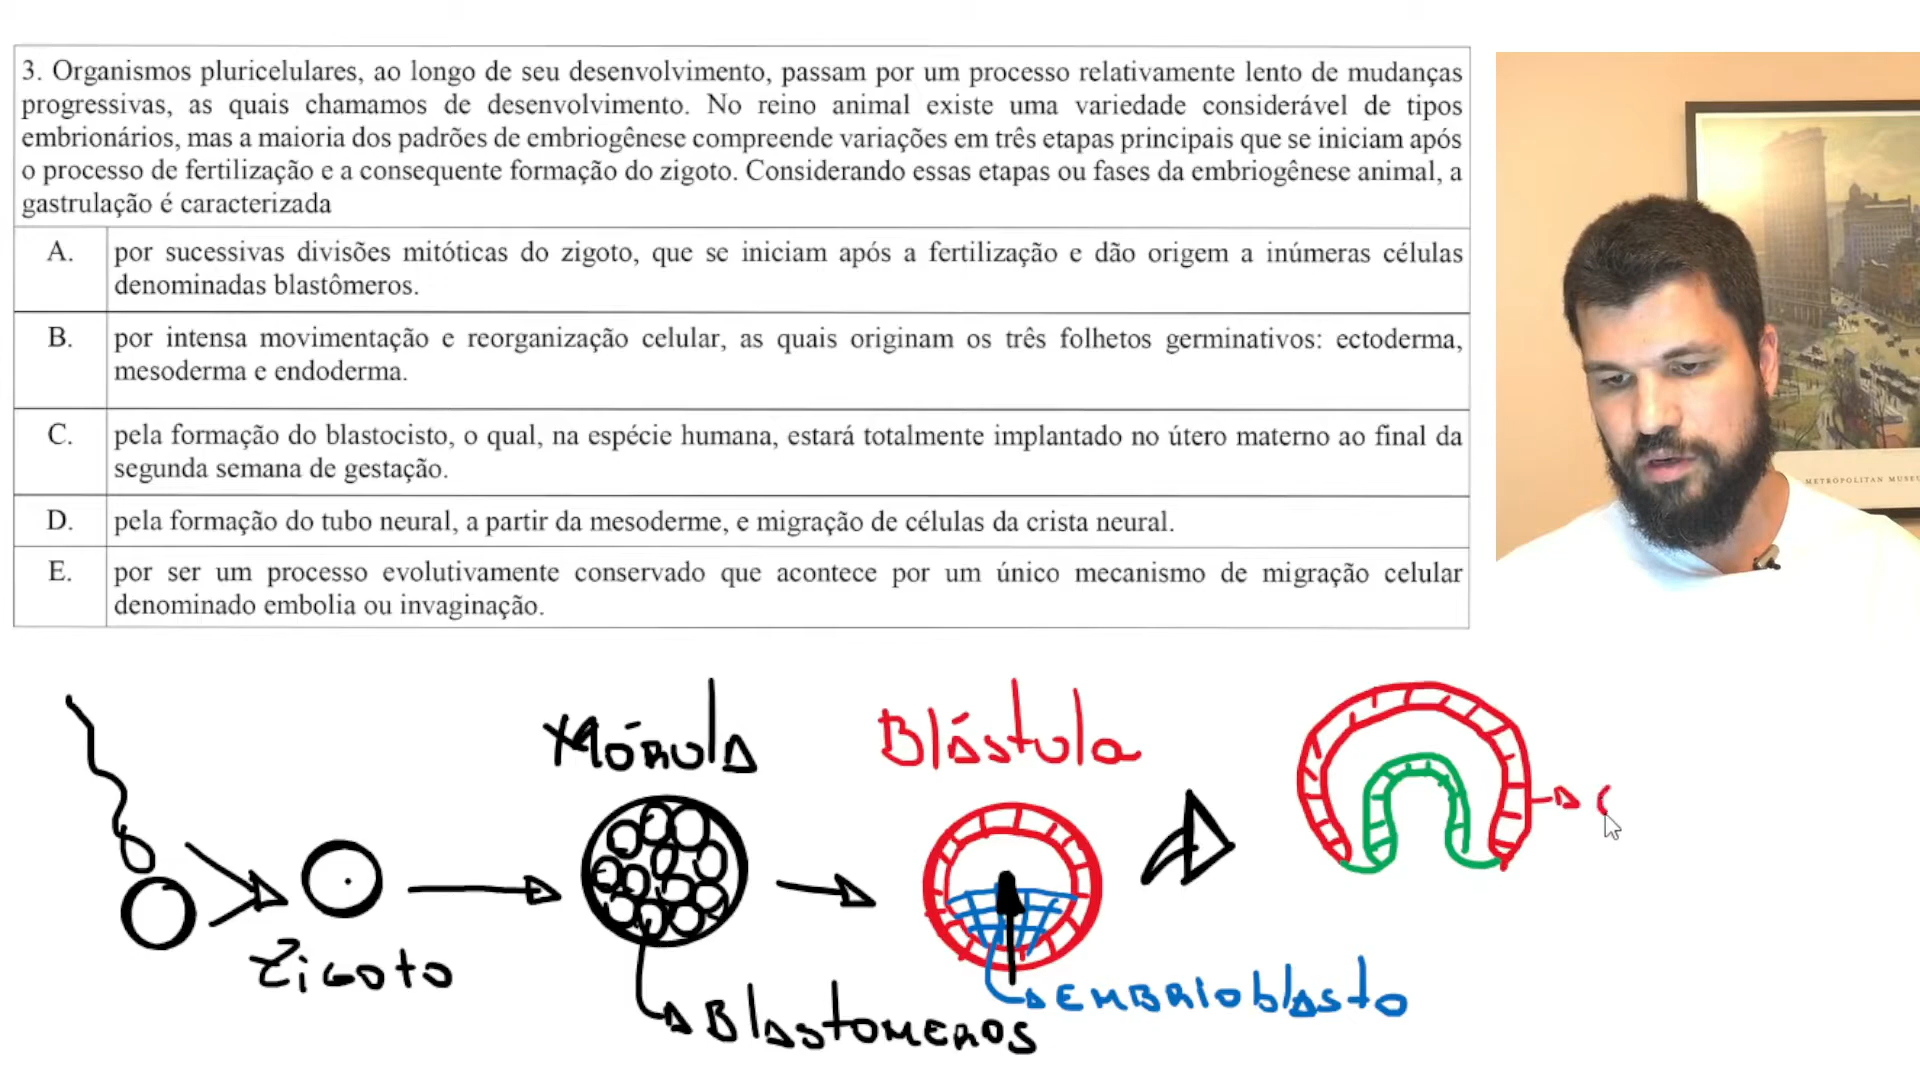 3. Organismos pluricelulares, ao longo de seu desenvolvimento, passam por um processo relativamente lento de mudanças
progressivas, as quais chamamos de desenvolvimento. No reino animal existe uma variedade considerável de tipos
embrionários, mas a maioria dos padrões de embriogênese compreende variações em três etapas principais que se iniciam após
o processo de fertilização e a consequente formação do zigoto. Considerando essas etapas ou fases da embriogênese animal, a
gastrulação é caracterizada
A. por sucessivas divisões mitóticas do zigoto, que se iniciam após a fertilização e dão origem a inúmeras células
denominadas blastômeros.
B. por intensa movimentação e reorganização celular, as quais originam os três folhetos germinativos: ectoderma,
mesoderma e endoderma.
C. pela formação do blastocisto, o qual, na espécie humana, estará totalmente implantado no útero materno ao final da
segunda semana de gestação.
D. pela formação do tubo neural, a partir da mesoderme, e migração de células da crista neural.
E. por ser um processo evolutivamente conservado que acontece por um único mecanismo de migração celular
denominado embolia ou invaginação.
METROPOLITAN MUSEU
Mórula
Blástula
Zigoto
Embrioblasto
Blastomeros